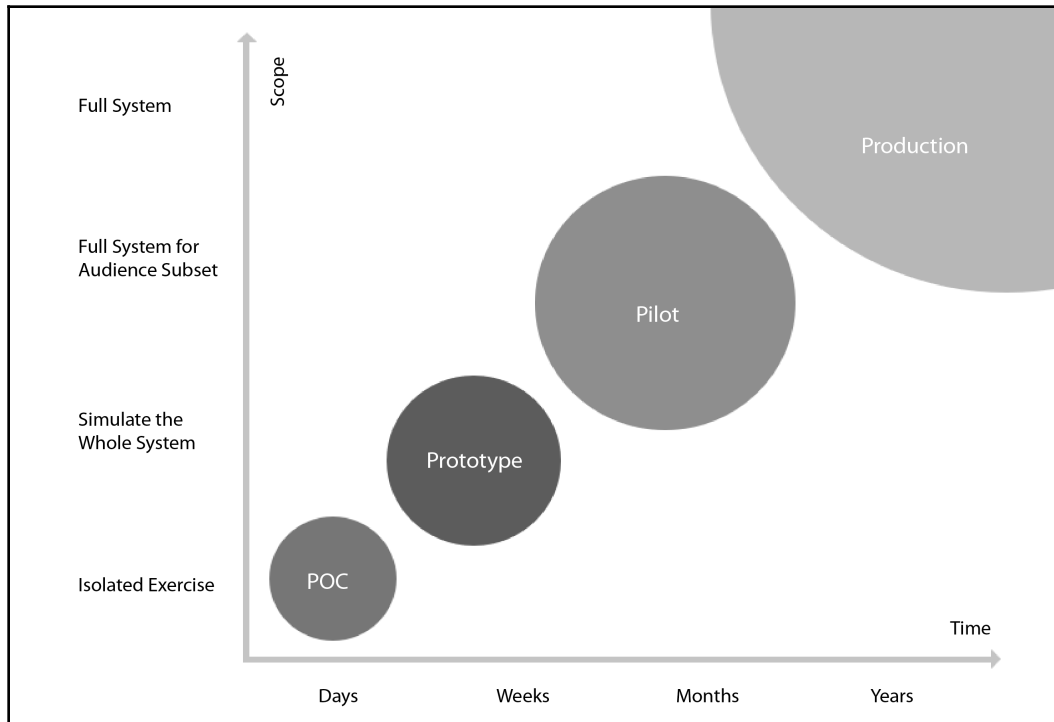 Scope
Full System
Production
Full System for
Audience Subset
Pilot
Simulate the
Whole System
Prototype
Isolated Exercise
POC
Time
Days
Weeks
Months
Years